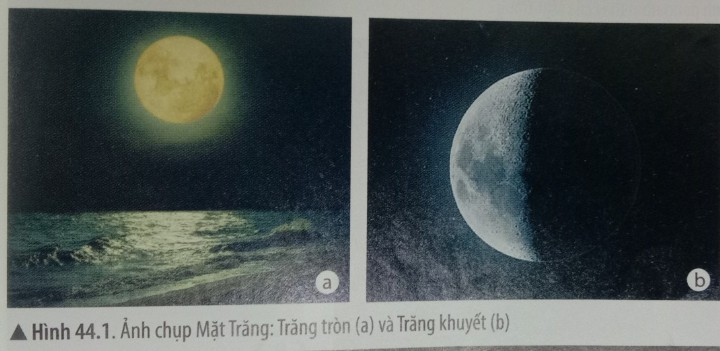 a
b
▲ Hình 44.1. Ảnh chụp Mặt Trăng: Trăng tròn (a) và Trăng khuyết (b)